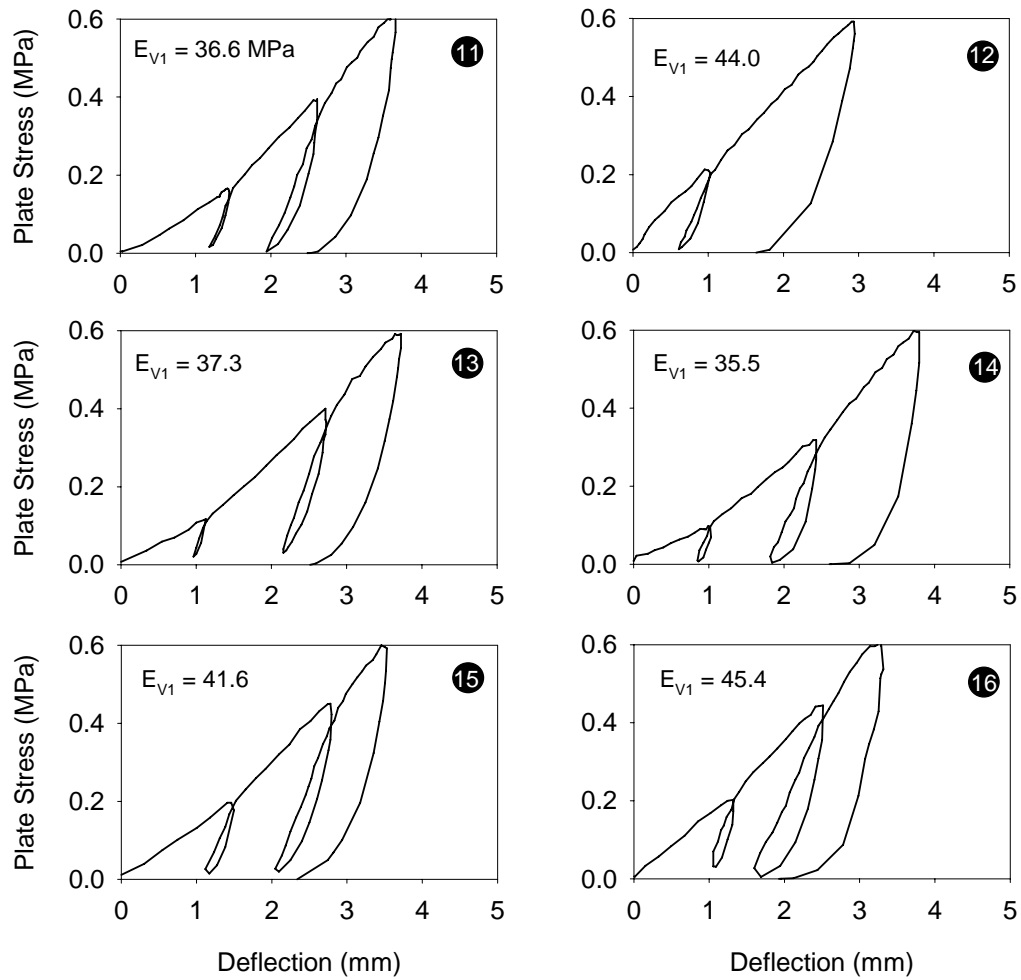 Plate Stress (MPa)
0.6
0.4
0.2
0.0
E_V1 = 36.6 MPa
11
0 1 2 3 4 5
0.6
0.4
0.2
0.0
E_V1 = 44.0
12
0 1 2 3 4 5
Plate Stress (MPa)
0.6
0.4
0.2
0.0
E_V1 = 37.3
13
0 1 2 3 4 5
0.6
0.4
0.2
0.0
E_V1 = 35.5
14
0 1 2 3 4 5
Plate Stress (MPa)
0.6
0.4
0.2
0.0
E_V1 = 41.6
15
0 1 2 3 4 5
Deflection (mm)
0.6
0.4
0.2
0.0
E_V1 = 45.4
16
0 1 2 3 4 5
Deflection (mm)